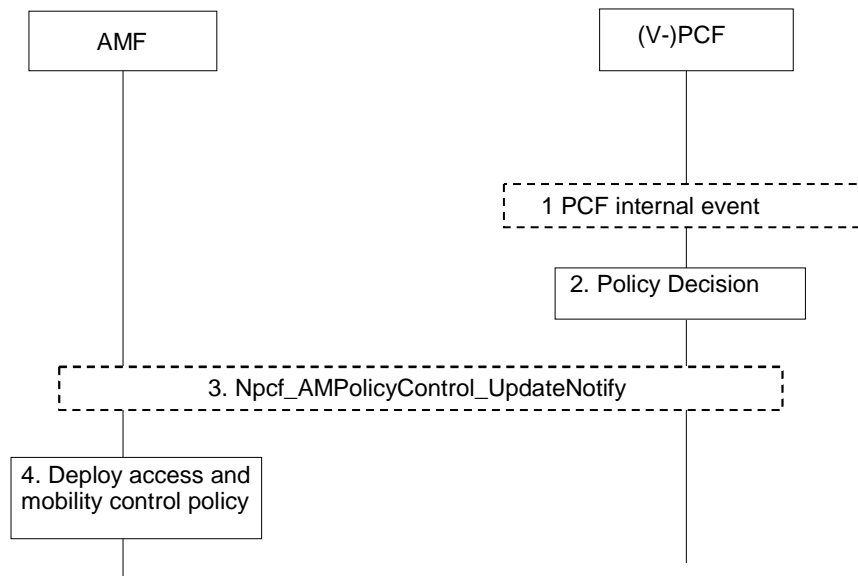 AMF
(V-)PCF
1 PCF internal event
2. Policy Decision
3. Npcf_AMPolicyControl_UpdateNotify
4. Deploy access and
mobility control policy